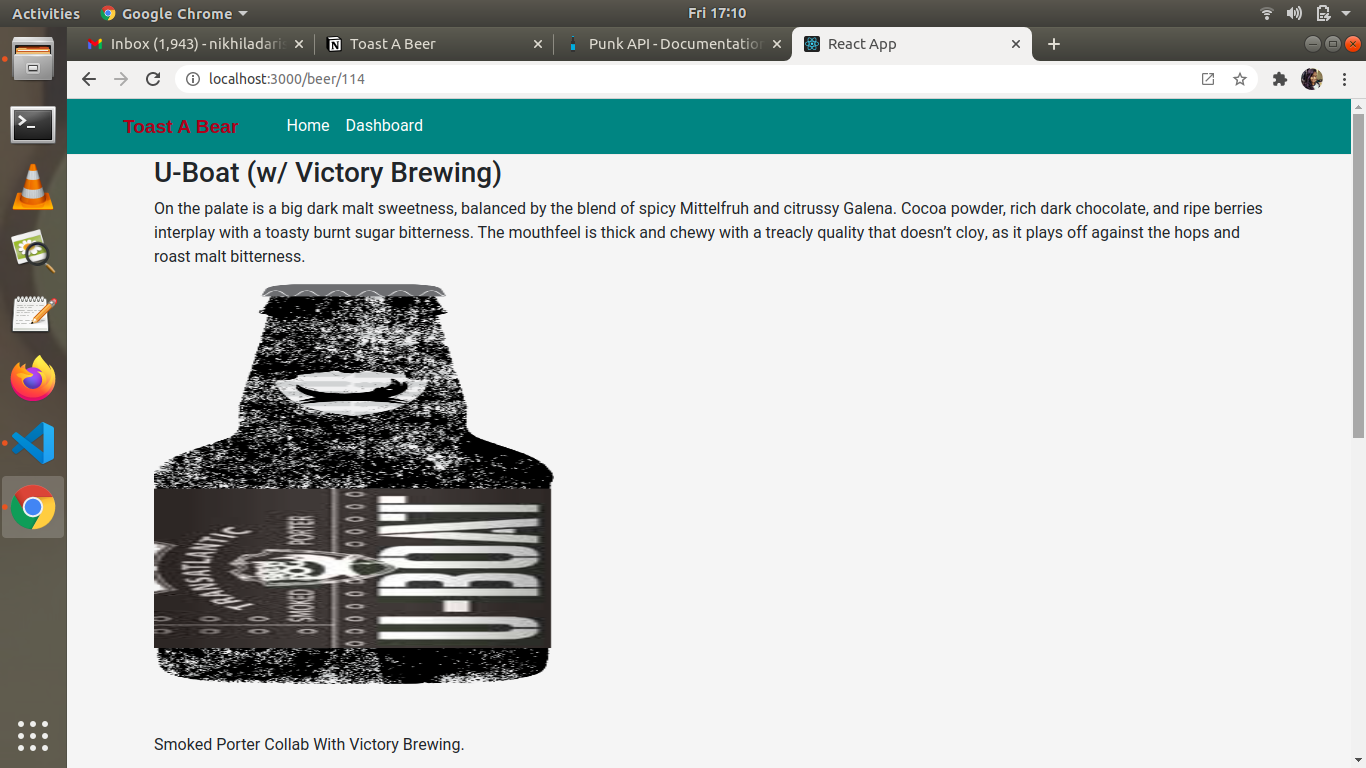 Activities
Google Chrome
Fri 17:10
Inbox (1,943) - nikhiladaris
Toast A Beer
Punk API - Documentation
React App
localhost:3000/beer/114
Toast A Bear
Home
Dashboard
U-Boat (w/ Victory Brewing)
On the palate is a big dark malt sweetness, balanced by the blend of spicy Mittelfruh and citrussy Galena. Cocoa powder, rich dark chocolate, and ripe berries
interplay with a toasty burnt sugar bitterness. The mouthfeel is thick and chewy with a treacly quality that doesn’t cloy, as it plays off against the hops and
roast malt bitterness.
TRANSATLANTIC
SMOKED PORTER
U-BOAT
Smoked Porter Collab With Victory Brewing.